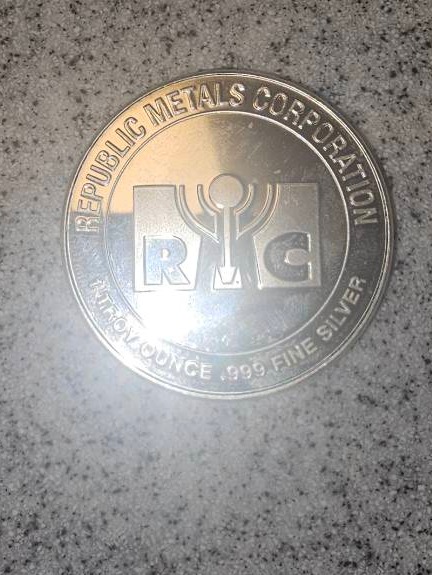 REPUBLIC METALS CORPORATION
R C
1 TROY OUNCE .999 FINE SILVER